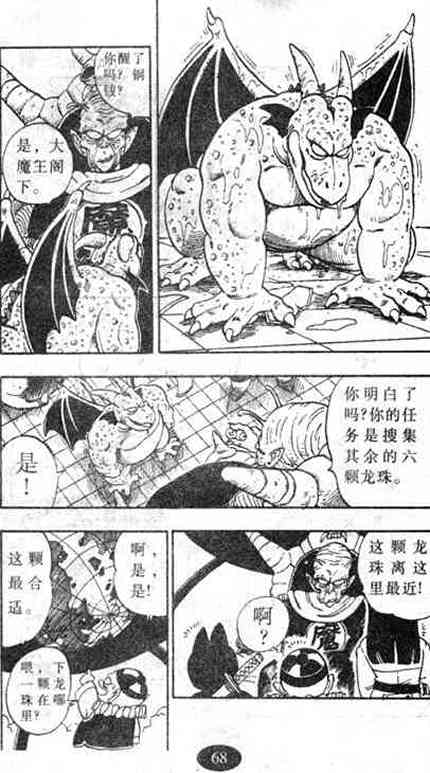 你醒了
吗?铜
钹?
是,大
魔王阁
下。
你明白了
吗?你的任
务是搜集
其余的六
颗龙珠。
是!
这颗龙
珠离这
里最近!
啊
?
魔
啊,
是,
是!
这颗
最合
适。
喂,下
一颗龙
珠在哪
里?
68